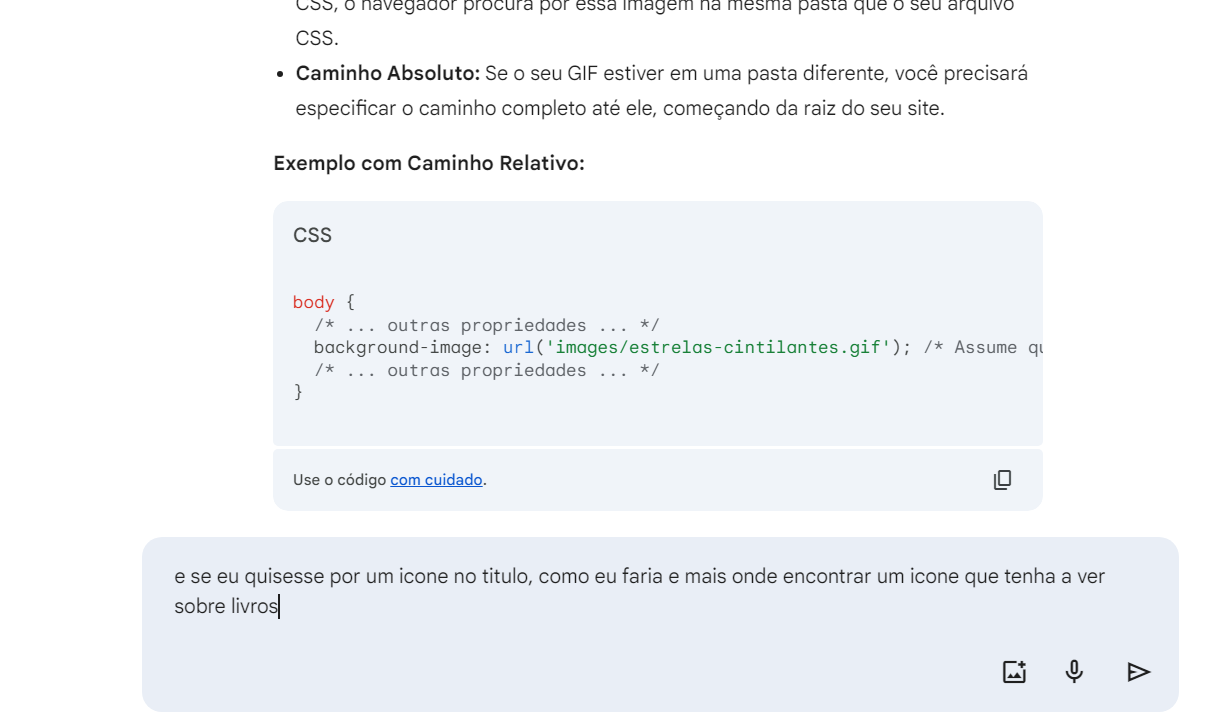 CSS, o navegador procura por essa imagem na mesma pasta que o seu arquivo
CSS.
• Caminho Absoluto: Se o seu GIF estiver em uma pasta diferente, você precisará
especificar o caminho completo até ele, começando da raiz do seu site.
Exemplo com Caminho Relativo:
CSS
body {
/* ... outras propriedades ... */
background-image: url('images/estrelas-cintilantes.gif'); /* Assume
/* ... outras propriedades ... */
}
Use o código com cuidado.
e se eu quisesse por um icone no titulo, como eu faria e mais onde encontrar um icone que tenha a ver
sobre livros